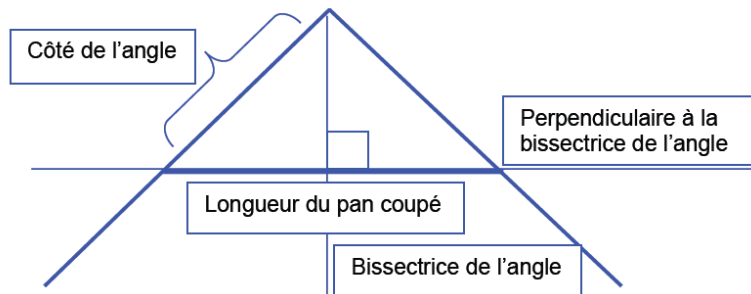 Côté de l'angle
Perpendiculaire à la
bissectrice de l'angle
Longueur du pan coupé
Bissectrice de l'angle